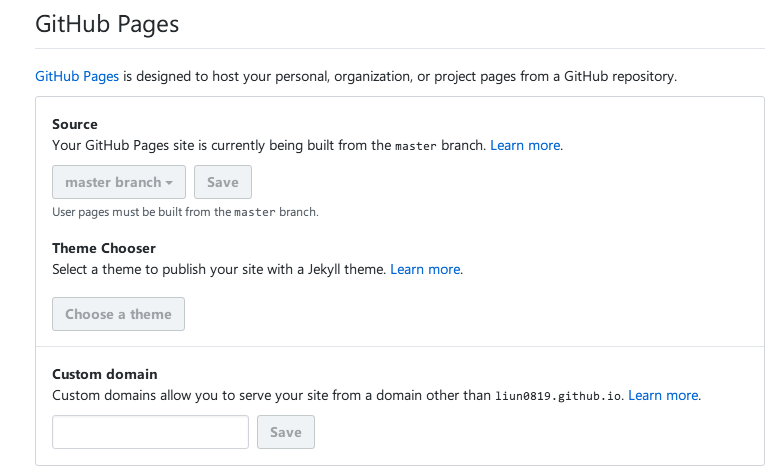 GitHub Pages
GitHub Pages is designed to host your personal, organization, or project pages from a GitHub repository.
Source
Your GitHub Pages site is currently being built from the master branch. Learn more.
master branch Save
User pages must be built from the master branch.
Theme Chooser
Select a theme to publish your site with a Jekyll theme. Learn more.
Choose a theme
Custom domain
Custom domains allow you to serve your site from a domain other than liun0819.github.io. Learn more.
Save